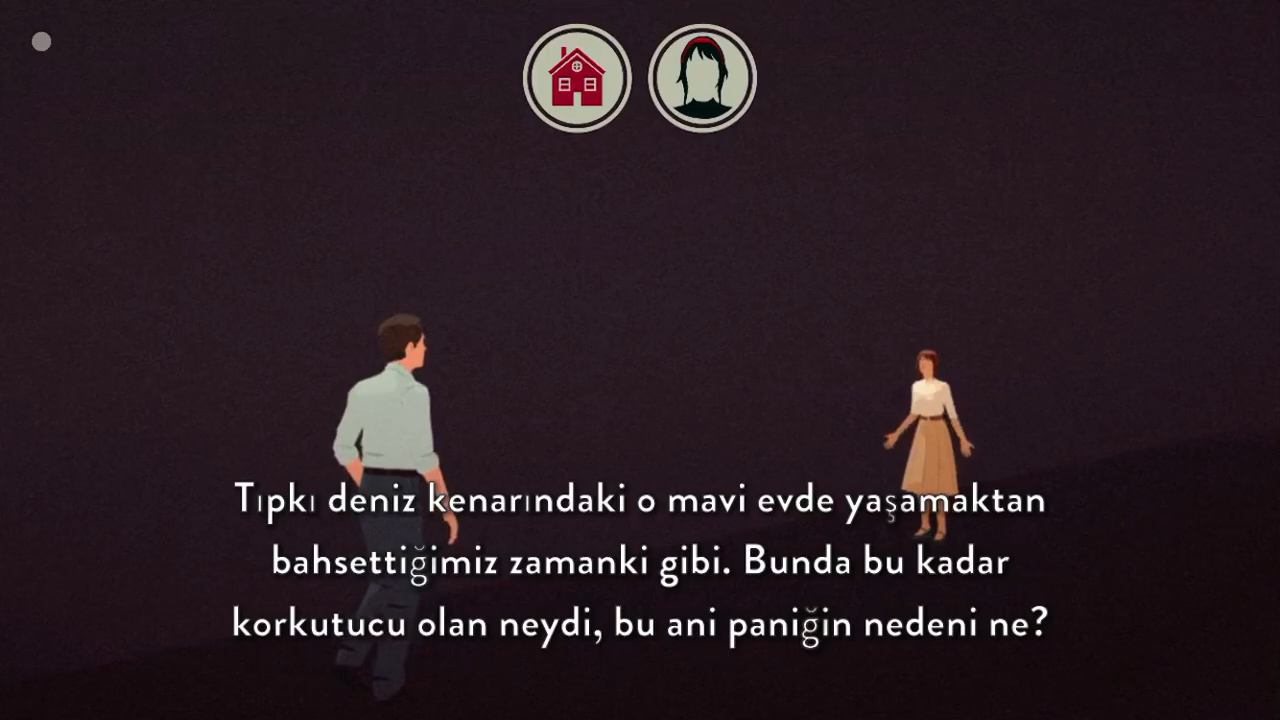 Tıpkı deniz kenarındaki o mavi evde yaşamaktan
bahsettiğimiz zamanki gibi. Bunda bu kadar
korkutucu olan neydi, bu ani paniğin nedeni ne?